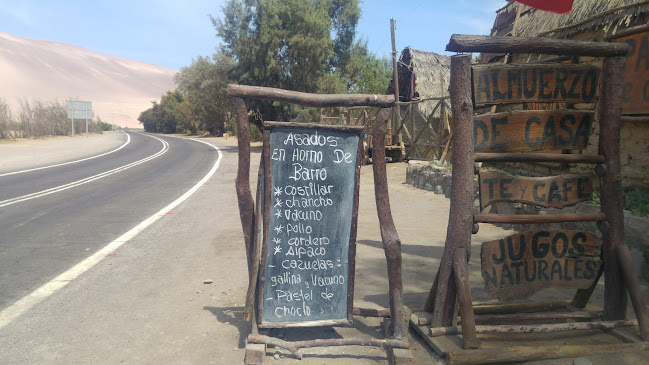 Asados
En Horno De
Barro
* costillar
* chancho
* Vacuno
* pollo
* cordero
* Alpaco
- cazuelas:
gallina y Vacuno
- Pastel de
choclo
ALMUERZO
DE CASA
TE Y CAFE
JUGOS
NATURALES